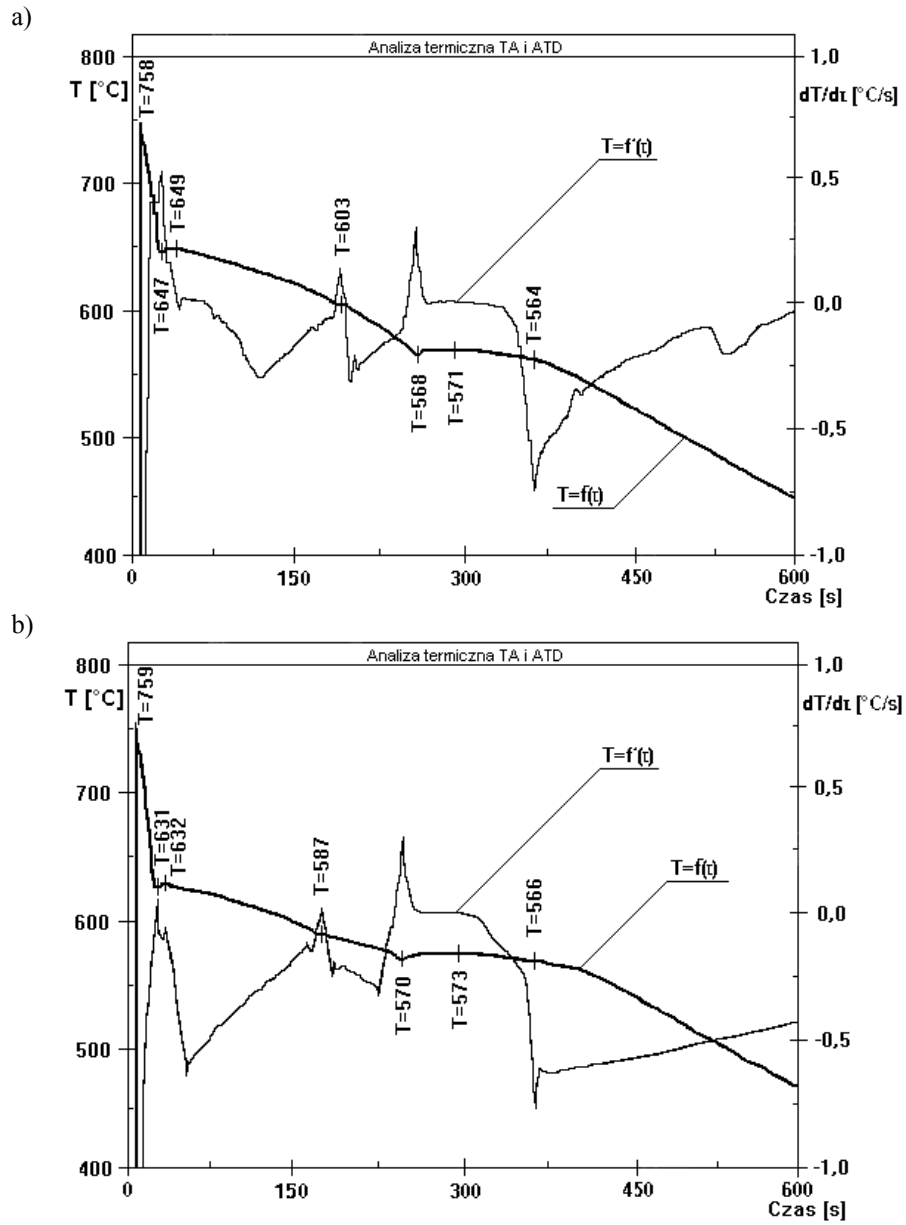 a)
Analiza termiczna TA i ATD
800
T [°C]
700
600
500
400
1,0
dT/dτ [°C/s]
0,5
0,0
-0,5
-1,0
T=758
T=647
T=649
T=603
T=568
T=571
T=564
T=f'(τ)
T=f(τ)
0
150
300
450
600
Czas [s]
b)
Analiza termiczna TA i ATD
800
T [°C]
700
600
500
400
1,0
dT/dτ [°C/s]
0,5
0,0
-0,5
-1,0
T=759
T=631
T=632
T=587
T=570
T=573
T=566
T=f'(τ)
T=f(τ)
0
150
300
450
600
Czas [s]